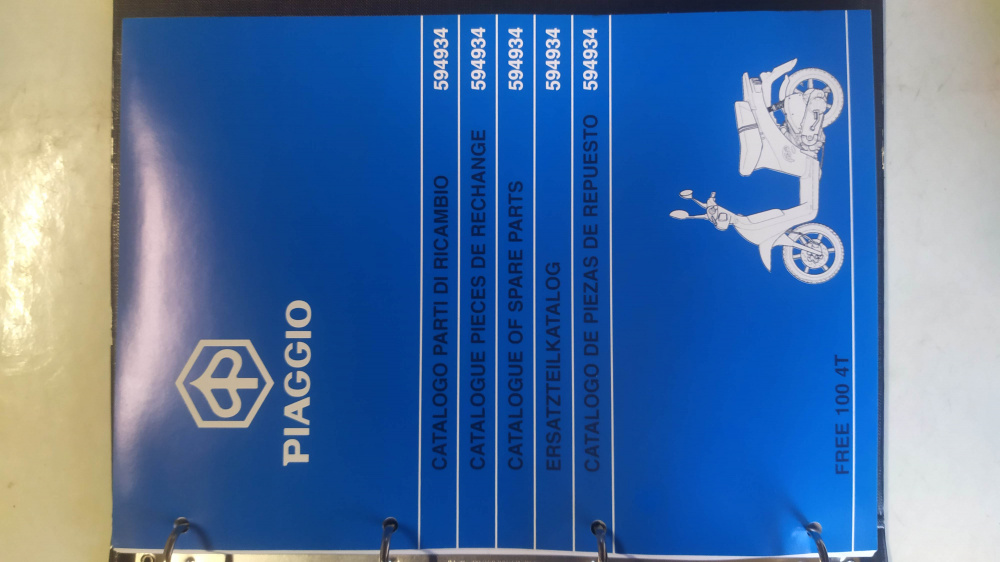 PIAGGIO
CATALOGO PARTI DI RICAMBIO 594934
CATALOGUE PIECES DE RECHANGE 594934
CATALOGUE OF SPARE PARTS 594934
ERSATZTEILKATALOG 594934
CATALOGO DE PIEZAS DE REPUESTO 594934
FREE 100 4T